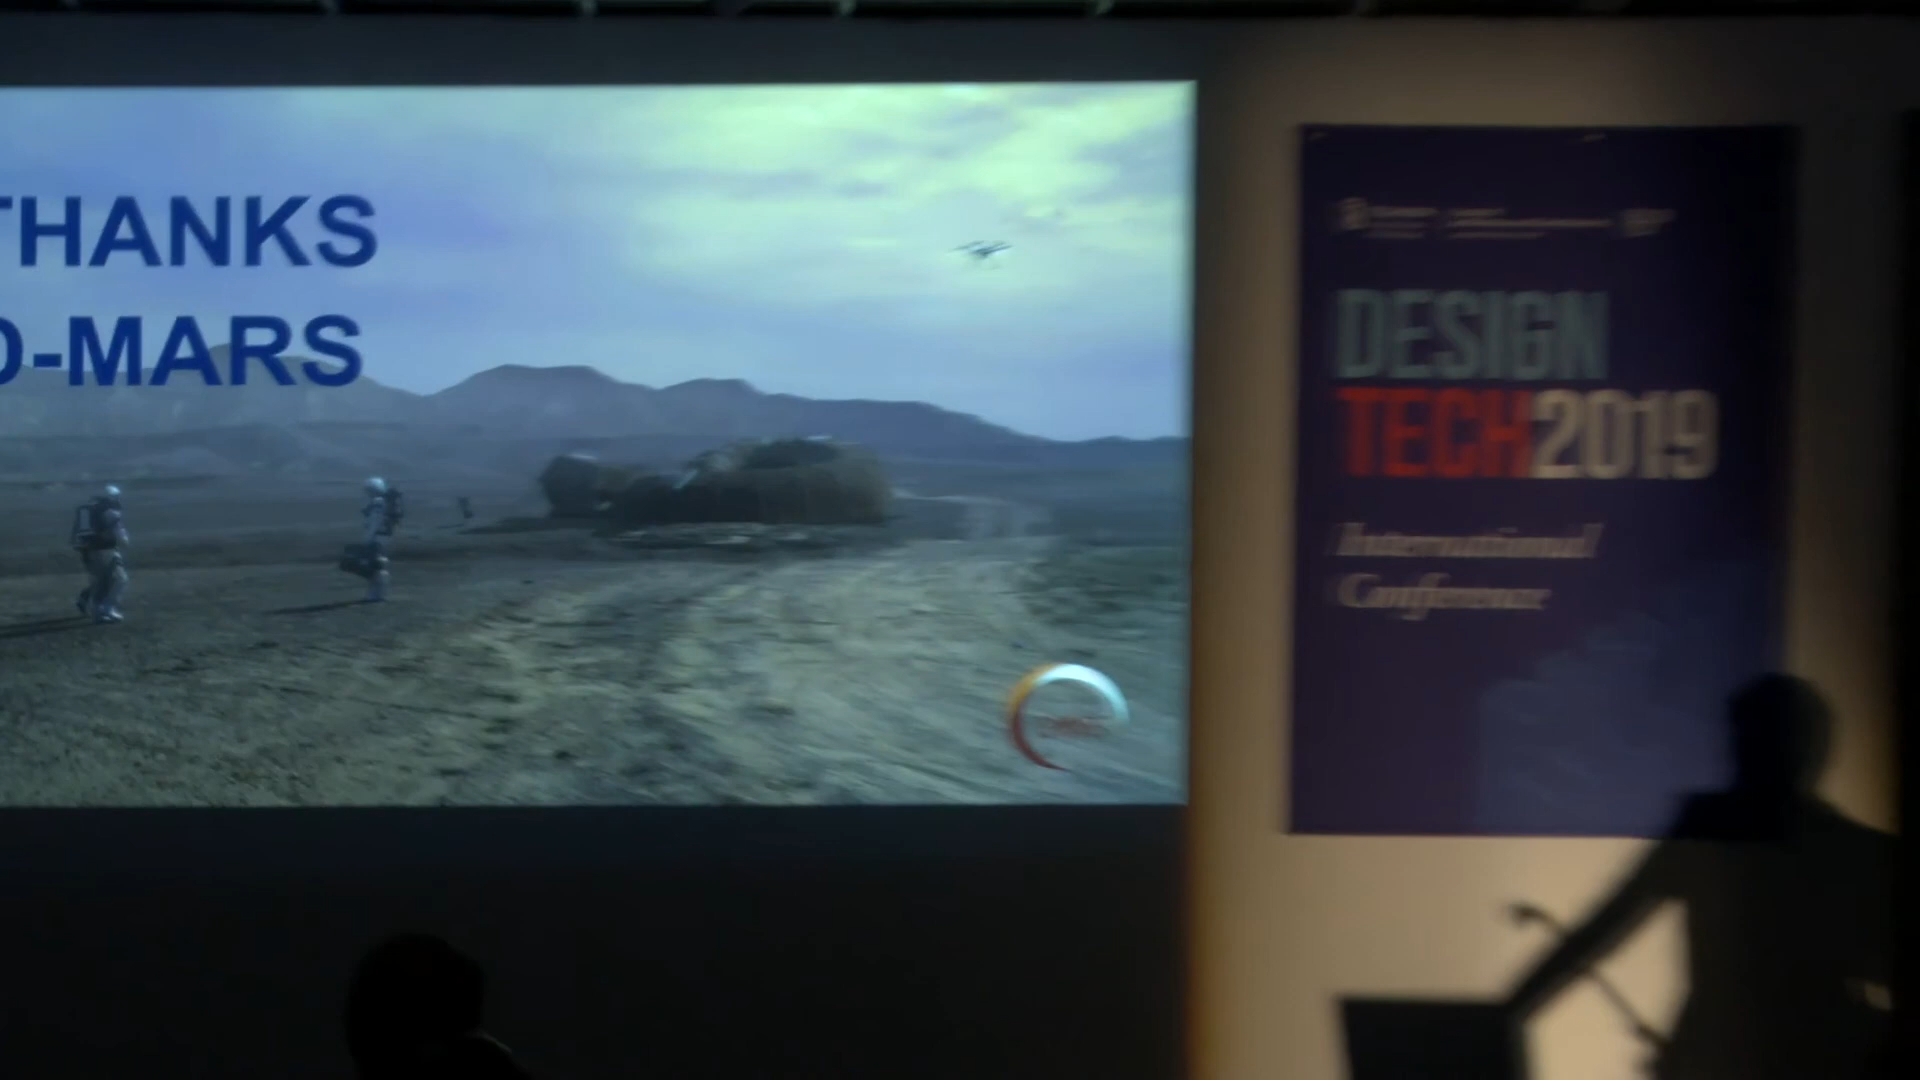 THANKS
-MARS
DESIGN
TECH2019
International
Conference